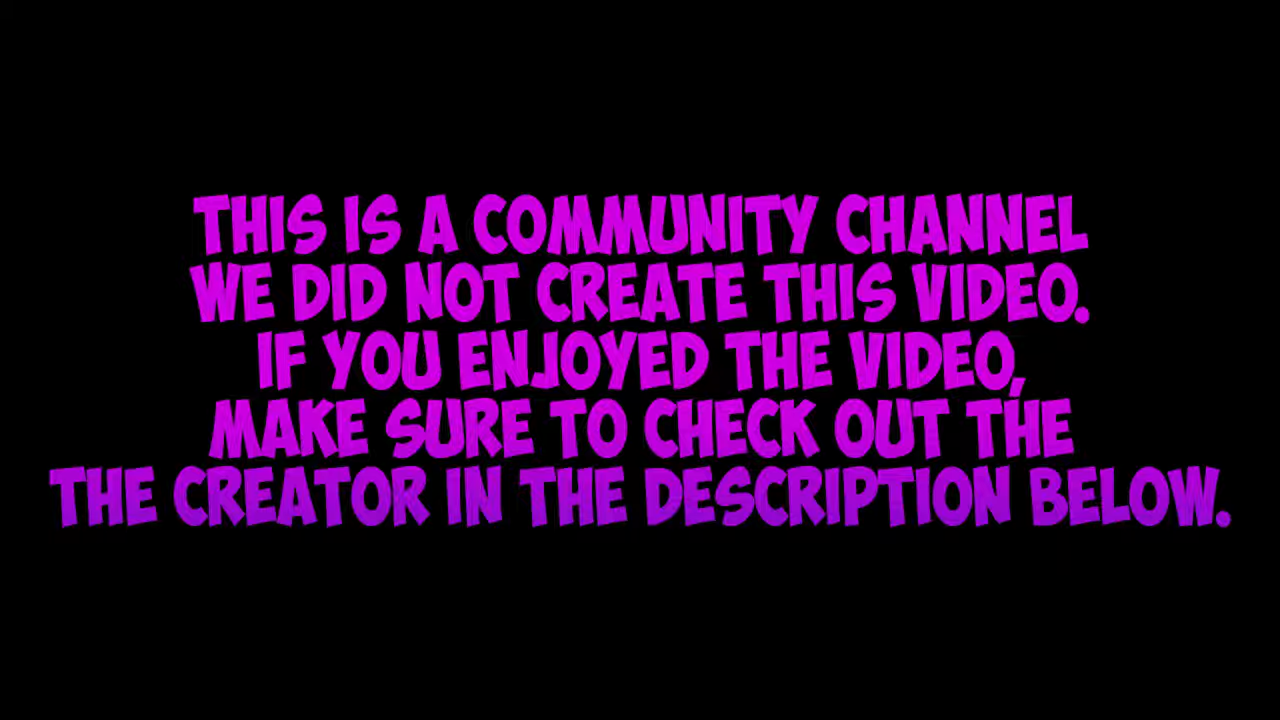 THIS IS A COMMUNITY CHANNEL
WE DID NOT CREATE THIS VIDEO.
IF YOU ENJOYED THE VIDEO,
MAKE SURE TO CHECK OUT THE
THE CREATOR IN THE DESCRIPTION BELOW.